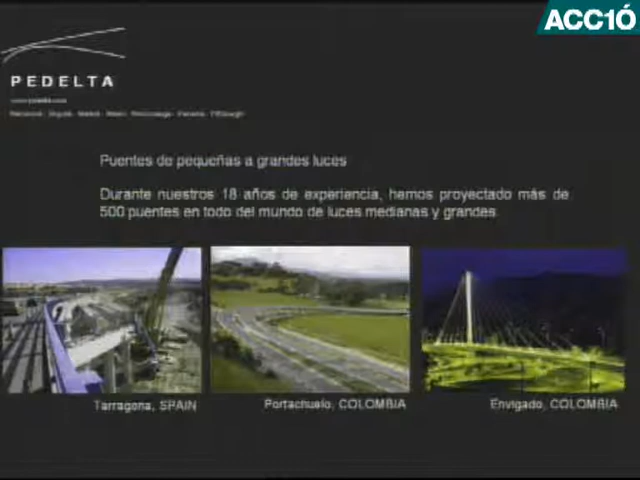 ACC1Ó
PEDELTA
Puentes de pequeñas a grandes luces
Durante nuestros 18 años de experiencia, hemos proyectado más de
500 puentes en todo del mundo de luces medianas y grandes.
Tarragona, SPAIN
Portachuelo, COLOMBIA
Envigado, COLOMBIA